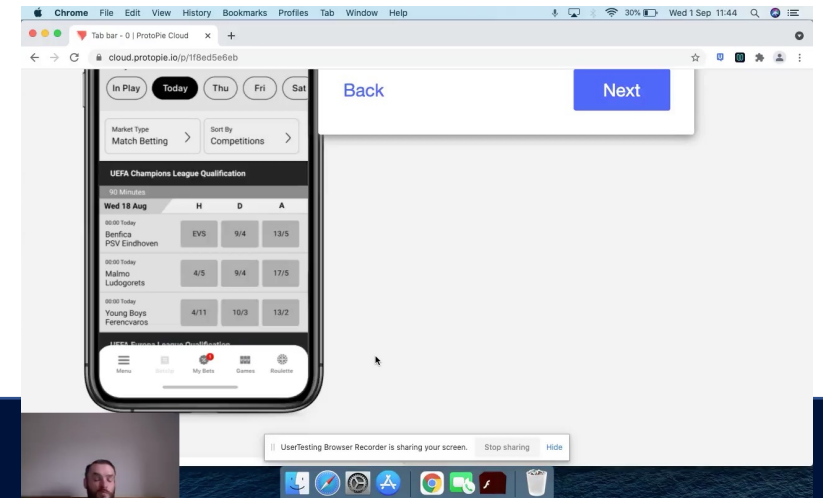 Chrome File Edit View History Bookmarks Profiles Tab Window Help 30% Wed 1 Sep 11:44
Tab bar - 0 | ProtoPie Cloud
cloud.protopie.io/p/1f8ed5e6eb
In Play Today Thu Fri Sat
Back Next
Market Type Sort By
Match Betting Competitions
UEFA Champions League Qualification
90 Minutes
Wed 18 Aug H D A
00:00 Today
Benfica EVS 9/4 13/5
PSV Eindhoven
00:00 Today
Malmo 4/5 9/4 17/5
Ludogorets
00:00 Today
Young Boys 4/11 10/3 13/2
Ferencvaros
UEFA Europa League Qualification
Menu Betslip My Bets Games Roulette
UserTesting Browser Recorder is sharing your screen. Stop sharing Hide